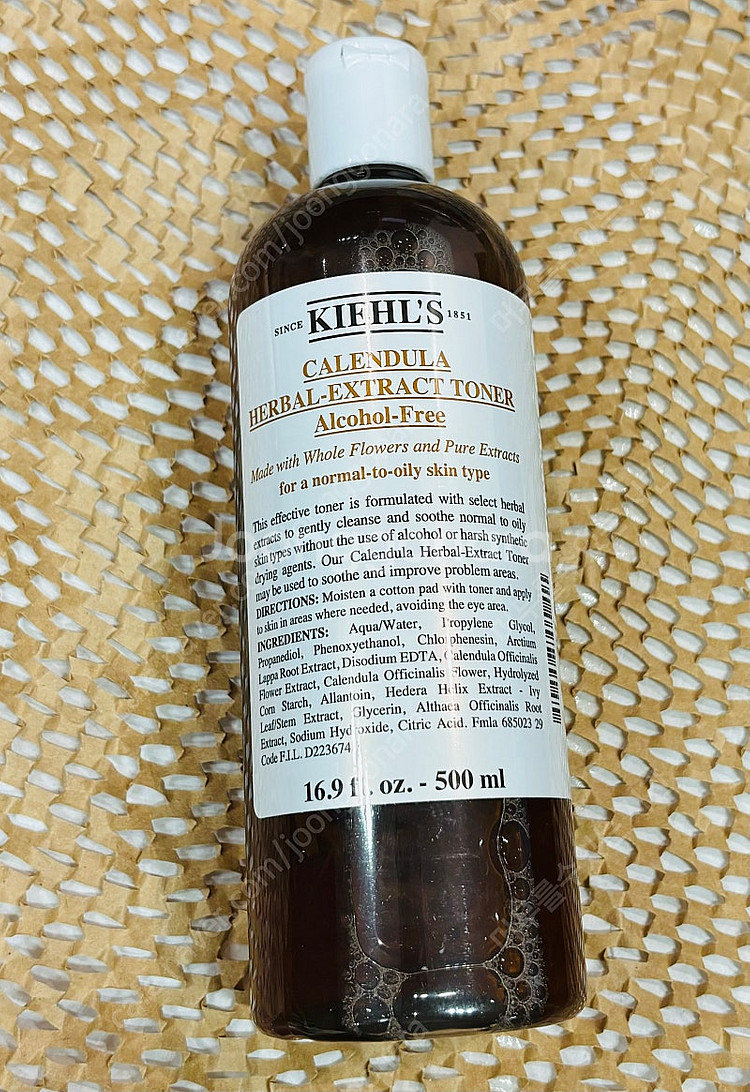 SINCE KIEHL'S 1851
CALENDULA
HERBAL-EXTRACT TONER
Alcohol-Free
Made with Whole Flowers and Pure Extracts
for a normal-to-oily skin type
This effective toner is formulated with select herbal
extracts to gently cleanse and soothe normal to oily
skin types without the use of alcohol or harsh synthetic
drying agents. Our Calendula Herbal-Extract Toner
may be used to soothe and improve problem areas.
DIRECTIONS: Moisten a cotton pad with toner and apply
to skin in areas where needed, avoiding the eye area.
INGREDIENTS: Aqua/Water, Propylene Glycol,
Propanediol, Phenoxyethanol, Chlorphenesin, Arctium
Lappa Root Extract, Disodium EDTA, Calendula Officinalis
Flower Extract, Calendula Officinalis Flower, Hydrolyzed
Corn Starch, Allantoin, Hedera Helix Extract - Ivy
Leaf/Stem Extract, Glycerin, Althaea Officinalis Root
Extract, Sodium Hydroxide, Citric Acid. Fmla 685023 29
Code F.I.L.
16.9 fl. oz. - 500 ml